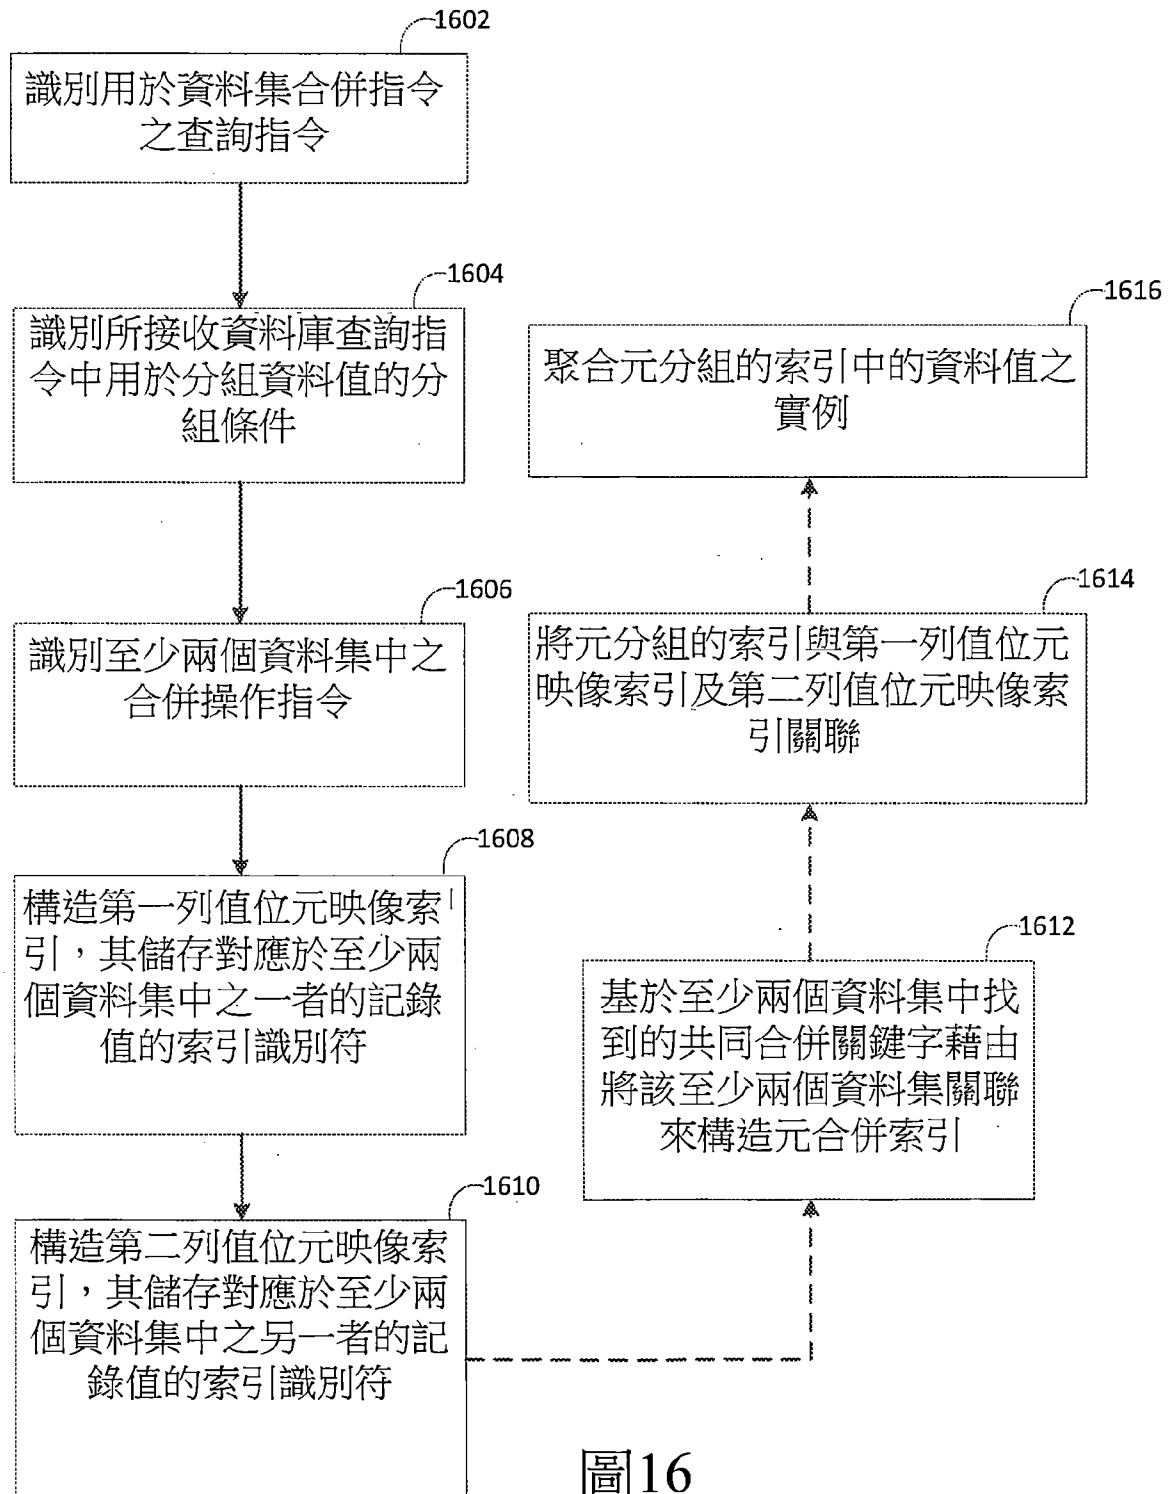 1602
識別用於資料集合併指令
之查詢指令
1604
識別所接收資料庫查詢指
令中用於分組資料值的分
組條件
1606
識別至少兩個資料集中之
合併操作指令
1608
構造第一列值位元映像索
引，其儲存對應於至少兩
個資料集中之一者的記錄
值的索引識別符
1610
構造第二列值位元映像索
引，其儲存對應於至少兩
個資料集中之另一者的記
錄值的索引識別符
1612
基於至少兩個資料集中找
到的共同合併關鍵字藉由
將該至少兩個資料集關聯
來構造元合併索引
1614
將元分組的索引與第一列值位元
映像索引及第二列值位元映像索
引關聯
1616
聚合元分組的索引中的資料值之
實例
圖16